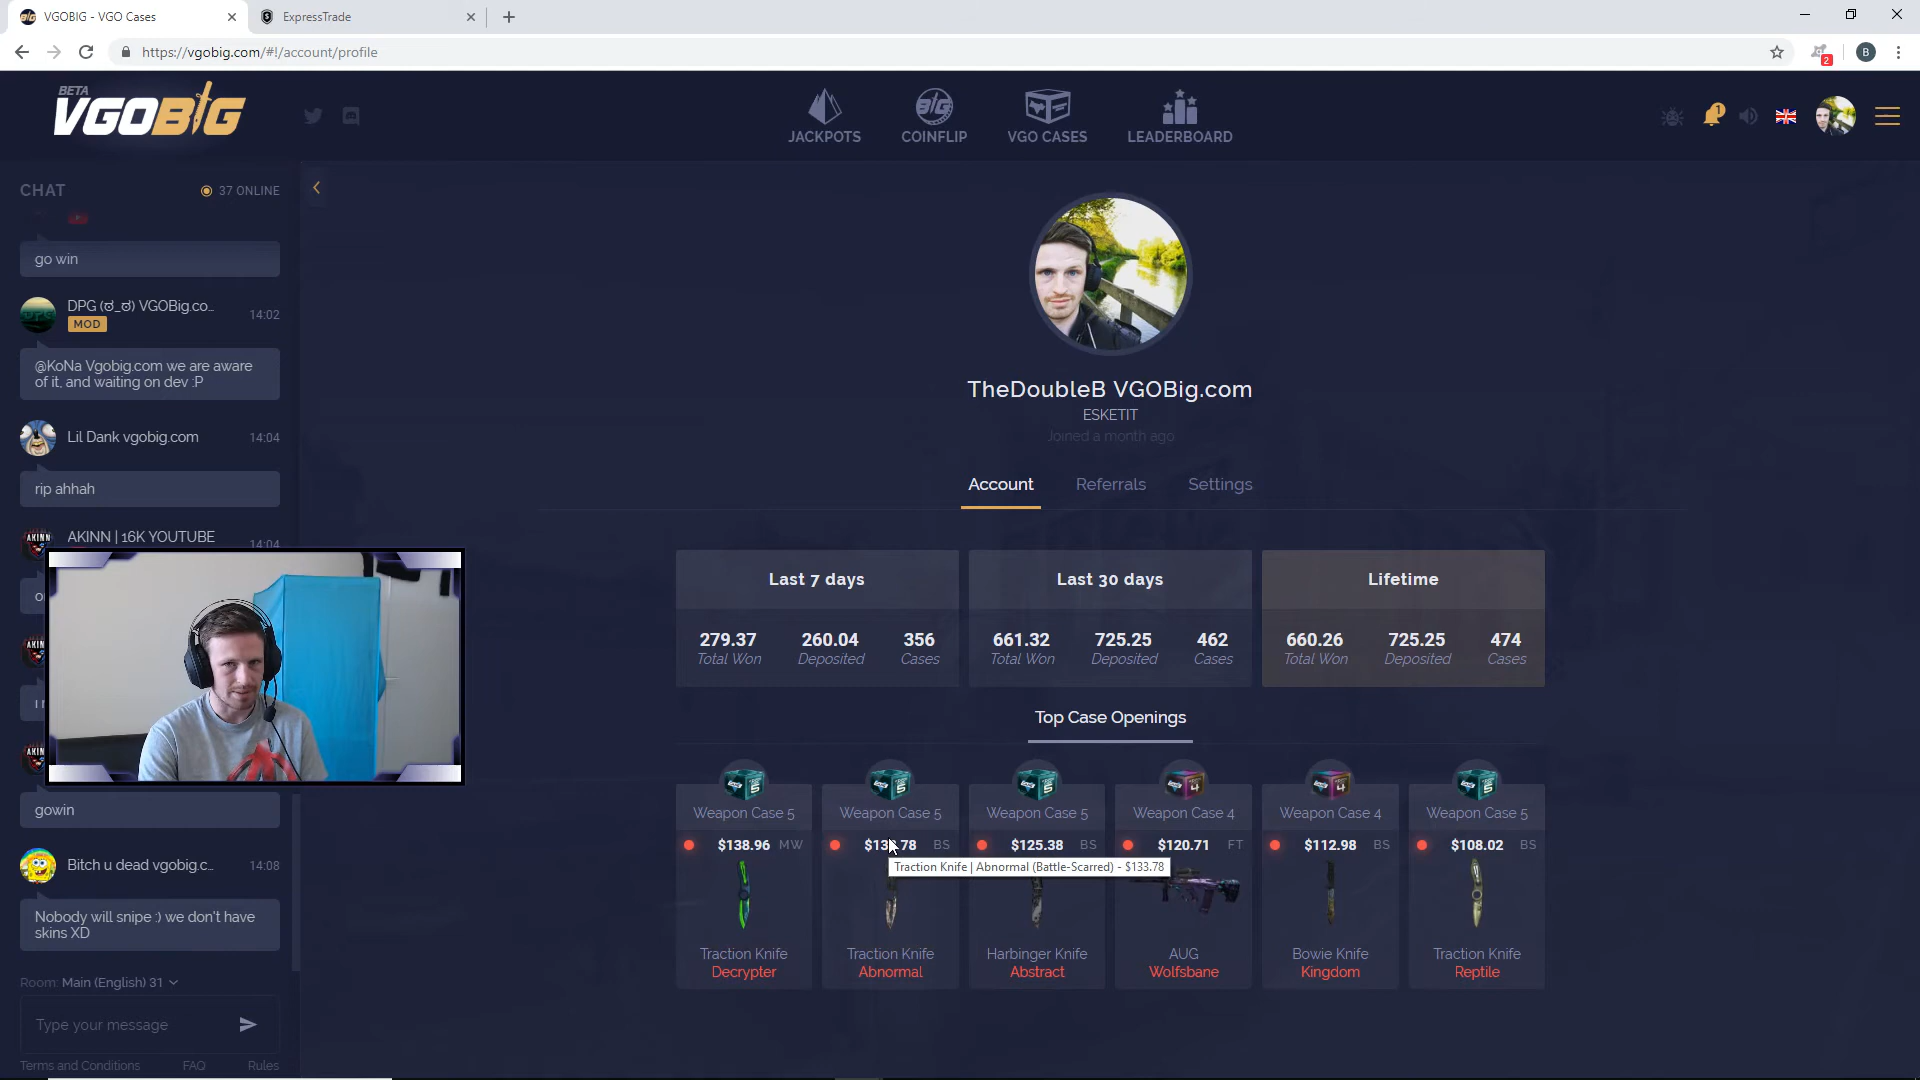 VGOBIG - VGO Cases
ExpressTrade
https://vgobig.com/#!/account/profile
2
B
BETA
VGOBIG
JACKPOTS
BIG
COINFLIP
VGO CASES
LEADERBOARD
1
CHAT
37 ONLINE
go win
DPG (ಠ_ಠ) VGOBig.co...
14:02
MOD
@KoNa Vgobig.com we are aware
of it, and waiting on dev :P
Lil Dank vgobig.com
14:04
rip ahhah
AKINN | 16K YOUTUBE
14:04
gowin
Bitch u dead vgobig.c...
14:08
Nobody will snipe :) we don't have
skins XD
Room: Main (English) 31
Type your message
Terms and Conditions
FAQ
Rules
TheDoubleB VGOBig.com
ESKETIT
Joined a month ago
Account
Referrals
Settings
Last 7 days
279.37
260.04
356
Total Won
Deposited
Cases
Last 30 days
661.32
725.25
462
Total Won
Deposited
Cases
Lifetime
660.26
725.25
474
Total Won
Deposited
Cases
Top Case Openings
Weapon Case 5
$138.96 MW
Traction Knife
Decrypter
Weapon Case 5
BS
Traction Knife | Abnormal (Battle-Scarred) - $133.78
Traction Knife
Abnormal
Weapon Case 5
$125.38 BS
Harbinger Knife
Abstract
Weapon Case 4
$120.71 FT
AUG
Wolfsbane
Weapon Case 4
$112.98 BS
Bowie Knife
Kingdom
Weapon Case 5
$108.02 BS
Traction Knife
Reptile